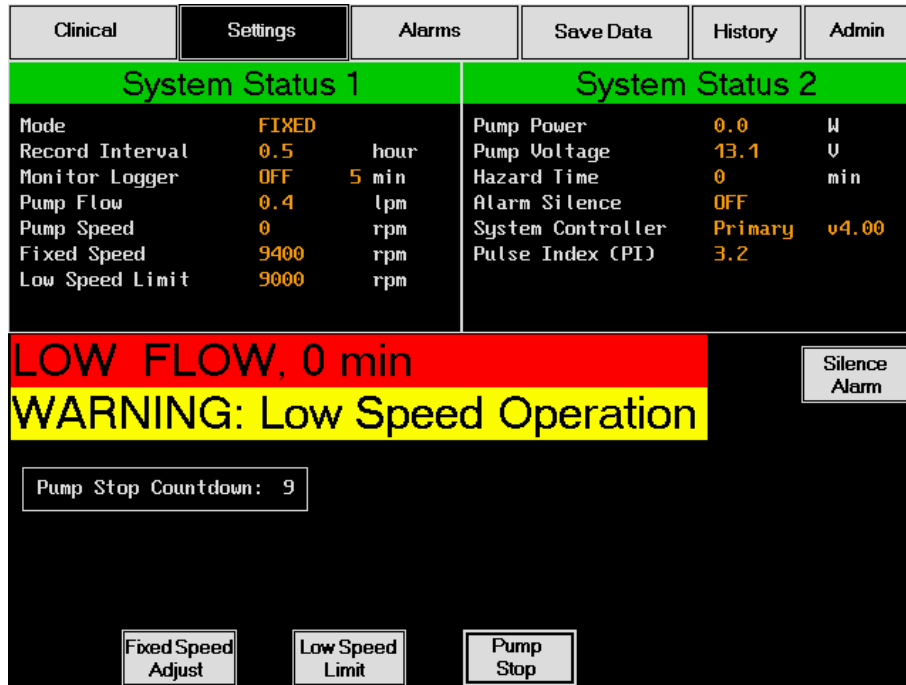 Clinical Settings Alarms Save Data History Admin
System Status 1
Mode FIXED
Record Interval 0.5 hour
Monitor Logger OFF 5 min
Pump Flow 0.4 lpm
Pump Speed 0 rpm
Fixed Speed 9400 rpm
Low Speed Limit 9000 rpm
System Status 2
Pump Power 0.0 W
Pump Voltage 13.1 V
Hazard Time 0 min
Alarm Silence OFF
System Controller Primary v4.00
Pulse Index (PI) 3.2
LOW FLOW, 0 min
WARNING: Low Speed Operation
Silence
Alarm
Pump Stop Countdown: 9
Fixed Speed
Adjust
Low Speed
Limit
Pump
Stop